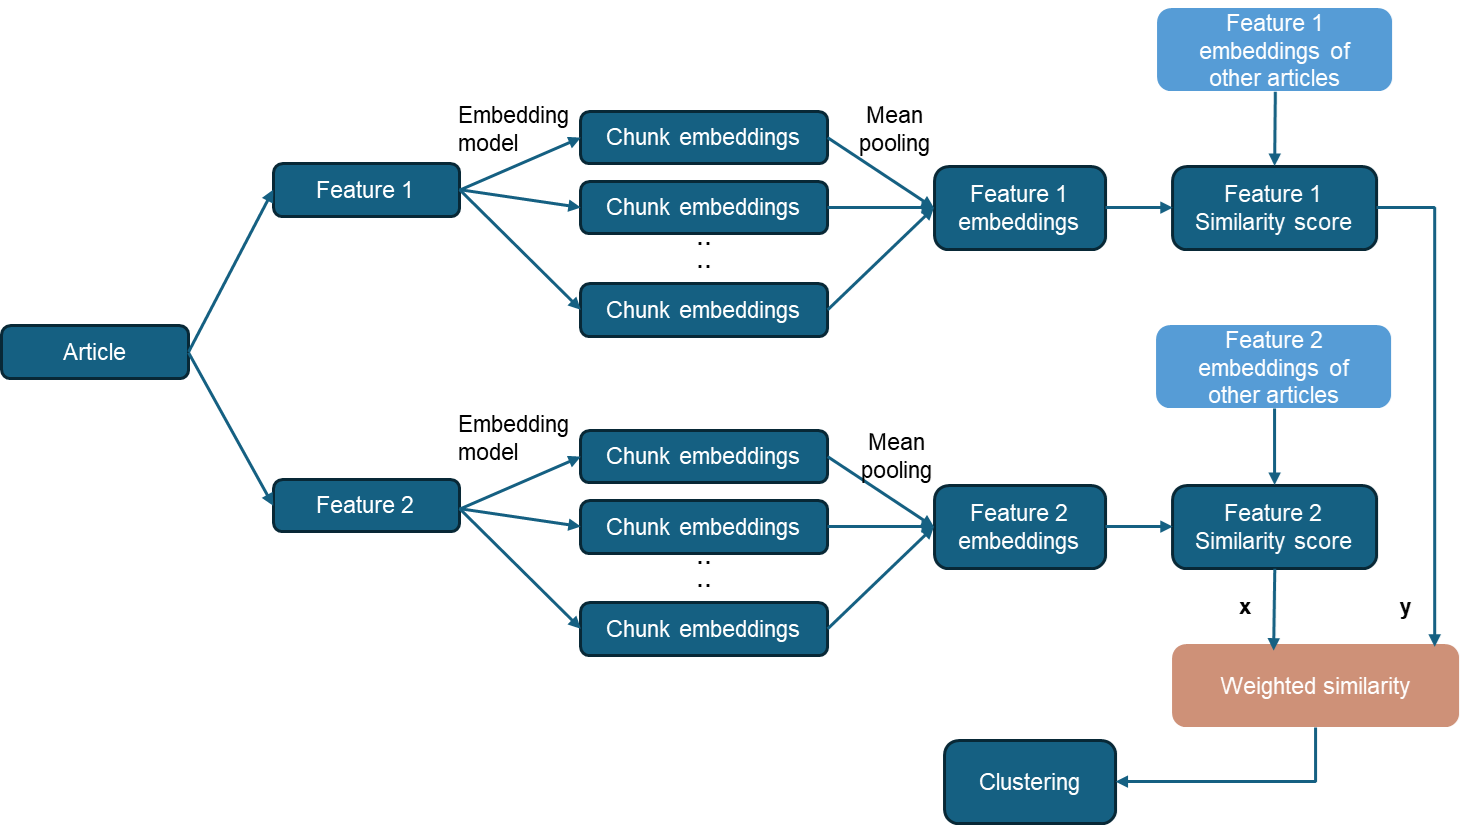 Feature 1
embeddings of
other articles
Embedding
model
Chunk embeddings
Mean
pooling
Feature 1
Chunk embeddings
Feature 1
embeddings
Feature 1
Similarity score
..
..
Chunk embeddings
Article
Feature 2
embeddings of
other articles
Embedding
model
Chunk embeddings
Mean
pooling
Feature 2
Chunk embeddings
Feature 2
embeddings
Feature 2
Similarity score
..
..
Chunk embeddings
x
y
Weighted similarity
Clustering